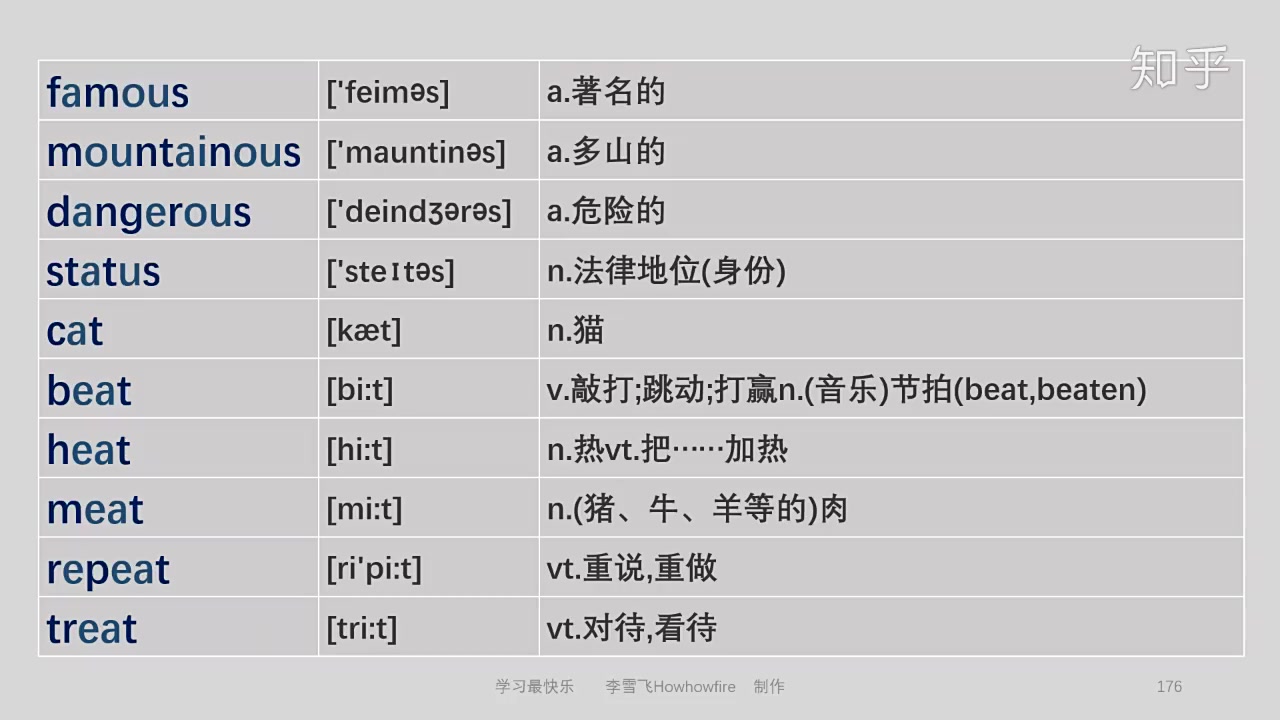 知乎
famous ['feiməs] a.著名的
mountainous ['mauntinəs] a.多山的
dangerous ['deindʒərəs] a.危险的
status ['steɪtəs] n.法律地位(身份)
cat [kæt] n.猫
beat [bi:t] v.敲打;跳动;打赢n.(音乐)节拍(beat,beaten)
heat [hi:t] n.热vt.把……加热
meat [mi:t] n.(猪、牛、羊等的)肉
repeat [ri'pi:t] vt.重说,重做
treat [tri:t] vt.对待,看待
学习最快乐 李雪飞Howhowfire 制作 176